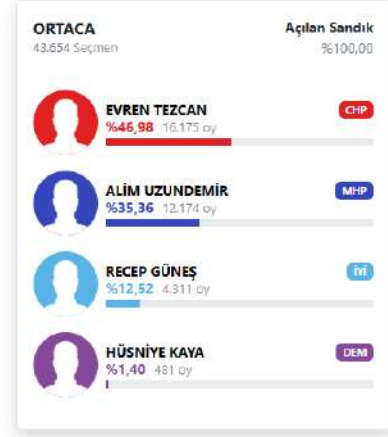 ORTACA
Açılan Sandık
43.654 Seçmen
%100,00
EVREN TEZCAN
CHP
%46,98 16.175 oy
ALİM UZUNDEMİR
MHP
%35,36 12.174 oy
RECEP GÜNEŞ
İYİ
%12,52 4.311 oy
HÜSNİYE KAYA
DEM
%1,40 481 oy